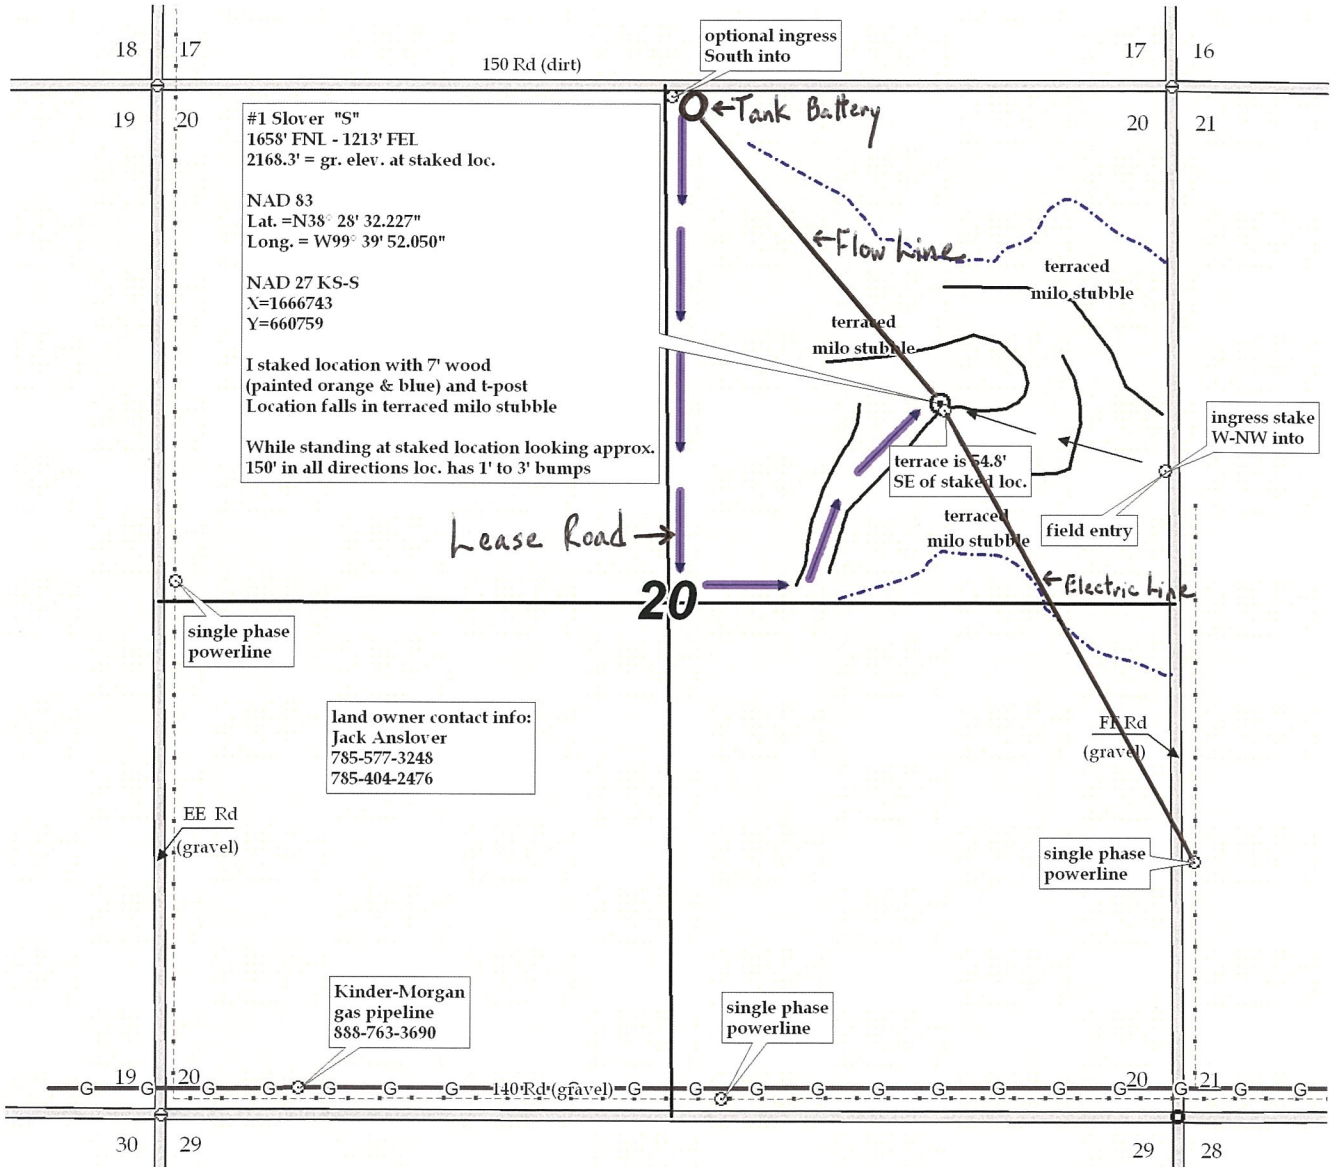 optional ingress
South into
18 17
150 Rd (dirt)
17 16
19 20
←Tank Battery
20 21
#1 Slover "S"
1658' FNL - 1213' FEL
2168.3' = gr. elev. at staked loc.
NAD 83
Lat. =N38° 28' 32.227"
Long. = W99° 39' 52.050"
NAD 27 KS-S
X=1666743
Y=660759
I staked location with 7' wood
(painted orange & blue) and t-post
Location falls in terraced milo stubble
While standing at staked location looking approx.
150' in all directions loc. has 1' to 3' bumps
←Flow Line
terraced
milo stubble
terraced
milo stubble
ingress stake
W-NW into
terrace is 54.8'
SE of staked loc.
field entry
terraced
milo stubble
Lease Road→
←Electric Line
20
single phase
powerline
land owner contact info:
Jack Anslover
785-577-3248
785-404-2476
FF Rd
(gravel)
EE Rd
(gravel)
single phase
powerline
Kinder-Morgan
gas pipeline
888-763-3690
single phase
powerline
19 20
20 21
G G G G G G G 140 Rd (gravel) G G G G G G G G G G G G
30 29
29 28